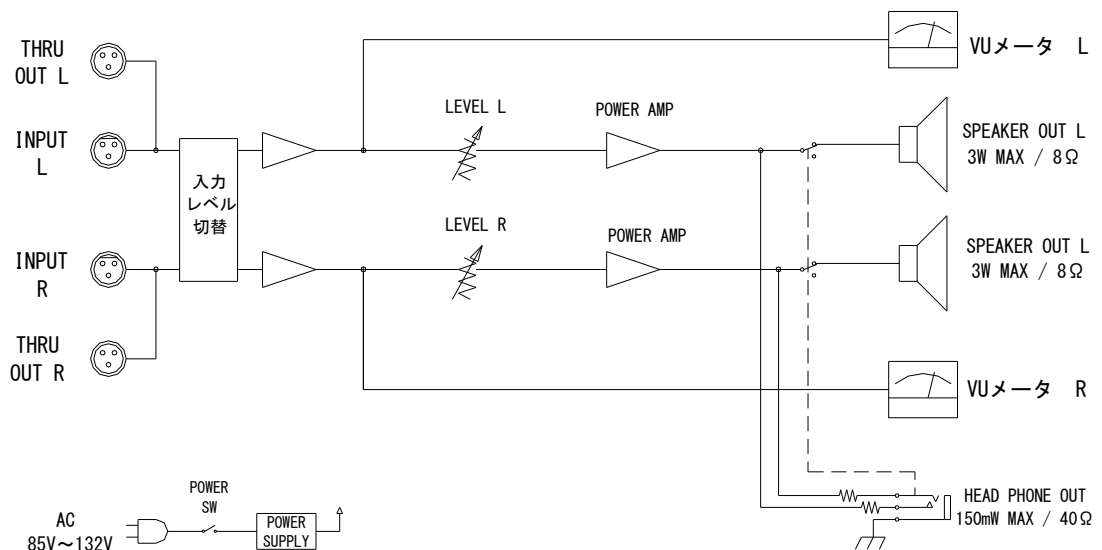 THRU
OUT L
INPUT
L
入力
レベル
切替
INPUT
R
THRU
OUT R
LEVEL L
POWER AMP
LEVEL R
POWER AMP
VUメータ L
SPEAKER OUT L
3W MAX / 8Ω
SPEAKER OUT L
3W MAX / 8Ω
VUメータ R
HEAD PHONE OUT
150mW MAX / 40Ω
AC
85V～132V
POWER
SW
POWER
SUPPLY